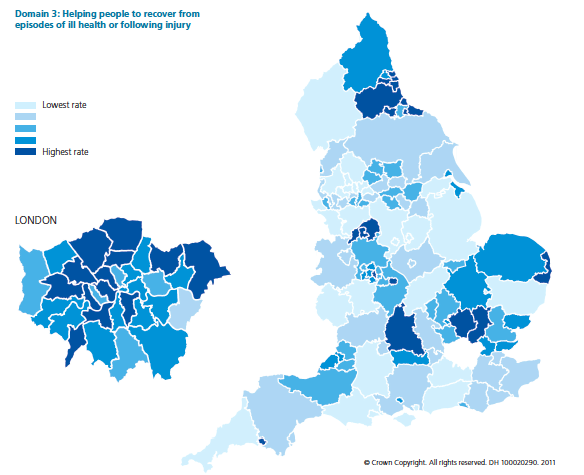 Domain 3: Helping people to recover from
episodes of ill health or following injury
Lowest rate
Highest rate
LONDON
© Crown Copyright. All rights reserved. DH 100020290. 2011